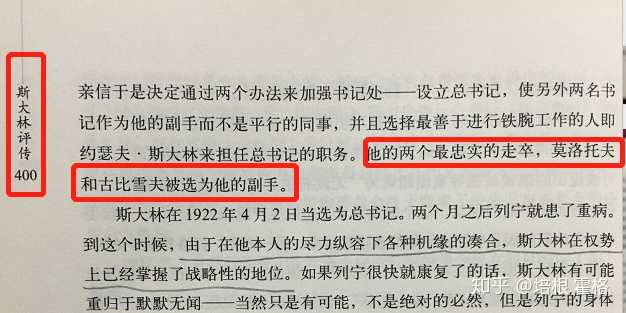 斯大林评传
400
亲信于是决定通过两个办法来加强书记处——设立总书记，使另外两名书
记作为他的副手而不是平行的同事，并且选择最善于进行铁腕工作的人即
约瑟夫·斯大林来担任总书记的职务。他的两个最忠实的走卒，莫洛托夫
和古比雪夫被选为他的副手。
斯大林在1922年4月2日当选为总书记。两个月之后列宁就患了重病。
到这个时候，由于在他本人的尽力纵容下各种机缘的凑合，斯大林在权势
上已经掌握了战略性的地位。如果列宁很快就康复了的话，斯大林有可能
重归于默默无闻——当然只是有可能，不是绝对的必然，但是列宁的身体
知乎 @培根 霍格